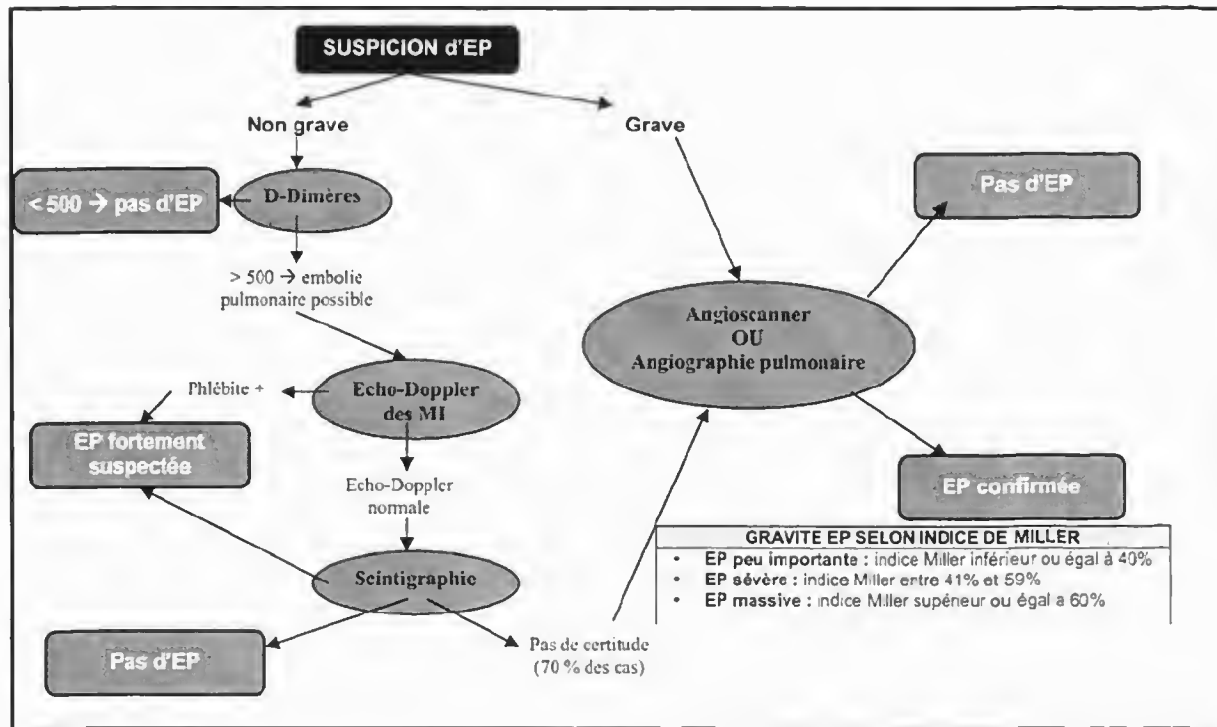 SUSPICION d'EP
Non grave
Grave
D-Dimères
< 500 → pas d'EP
Pas d'EP
> 500 → embolie
pulmonaire possible
Angioscanner
OU
Angiographie pulmonaire
Phlébite +
Echo-Doppler
des MI
EP fortement
suspectée
Echo-Doppler
normale
EP confirmée
Scintigraphie
GRAVITE EP SELON INDICE DE MILLER
• EP peu importante : indice Miller inférieur ou égal à 40%
• EP sévère : indice Miller entre 41% et 59%
• EP massive : indice Miller supérieur ou égal a 60%
Pas de certitude
(70 % des cas)
Pas d'EP